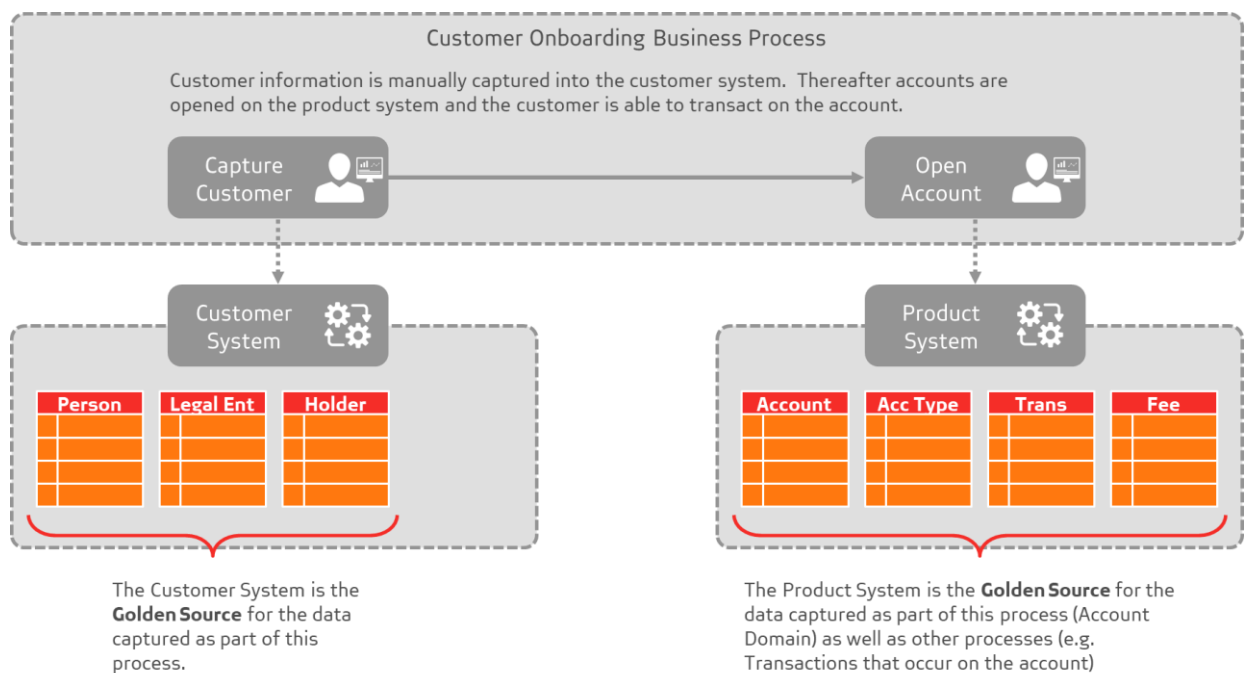 Customer Onboarding Business Process
Customer information is manually captured into the customer system. Thereafter accounts are
opened on the product system and the customer is able to transact on the account.
Capture
Customer
Open
Account
Customer
System
Product
System
Person
Legal Ent
Holder
Account
Acc Type
Trans
Fee
The Customer System is the
Golden Source for the data
captured as part of this
process.
The Product System is the Golden Source for the
data captured as part of this process (Account
Domain) as well as other processes (e.g.
Transactions that occur on the account)